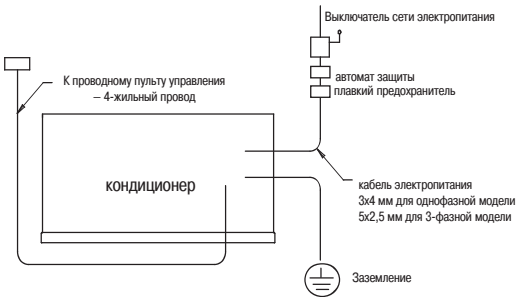 Выключатель сети электропитания
К проводному пульту управления
– 4-жильный провод
автомат защиты
плавкий предохранитель
кондиционер
кабель электропитания
3х4 мм для однофазной модели
5х2,5 мм для 3-фазной модели
Заземление